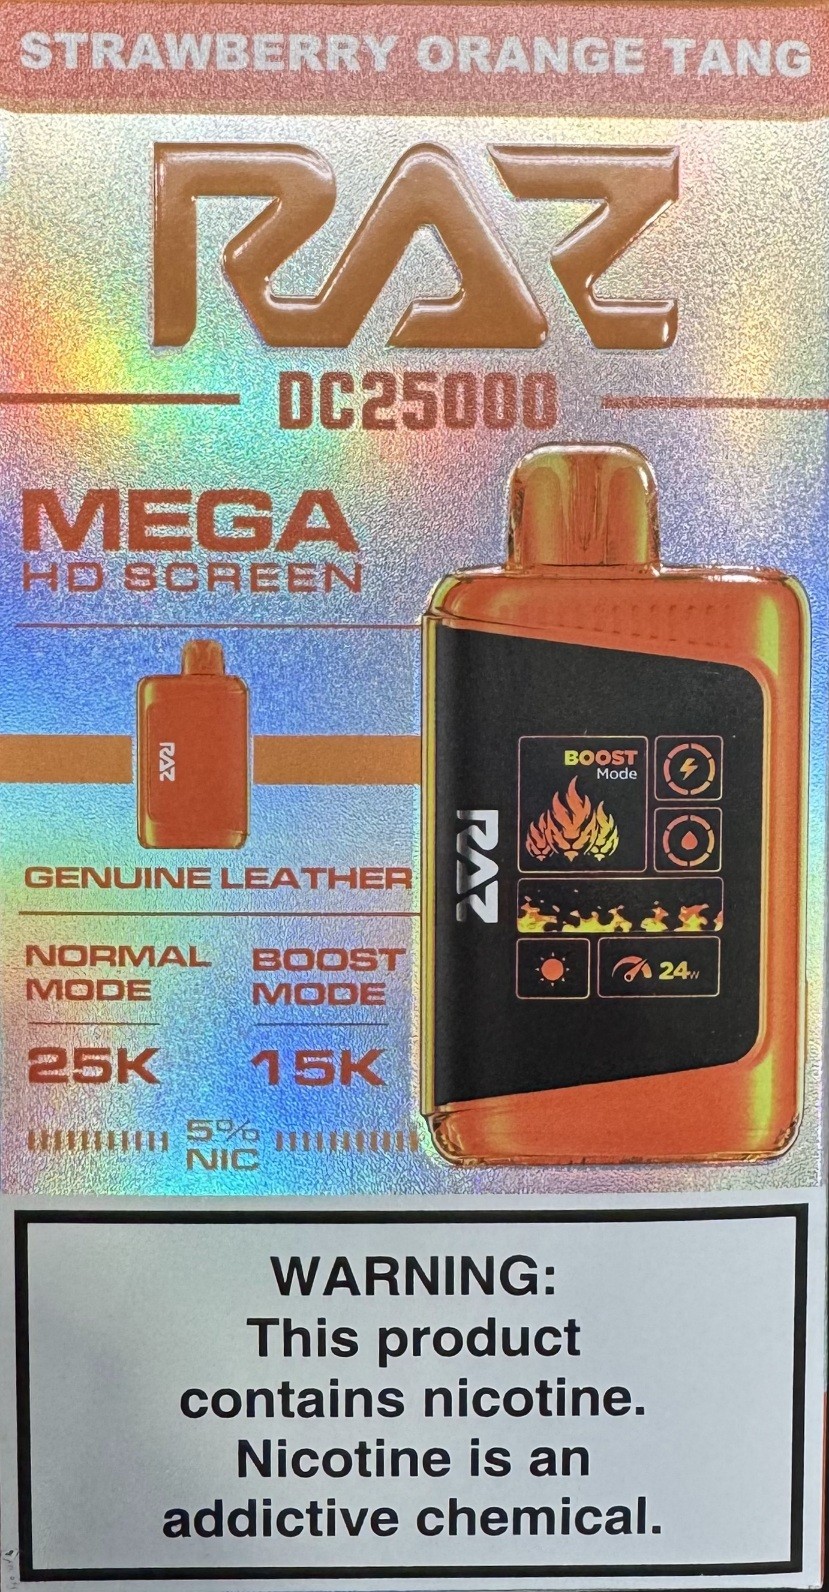 STRAWBERRY ORANGE TANG
RAZ
DC25000
MEGA
HD SCREEN
RAZ
GENUINE LEATHER
NORMAL MODE
25K
BOOST MODE
15K
5%
NIC
BOOST
Mode
RAZ
24W
WARNING:
This product
contains nicotine.
Nicotine is an
addictive chemical.